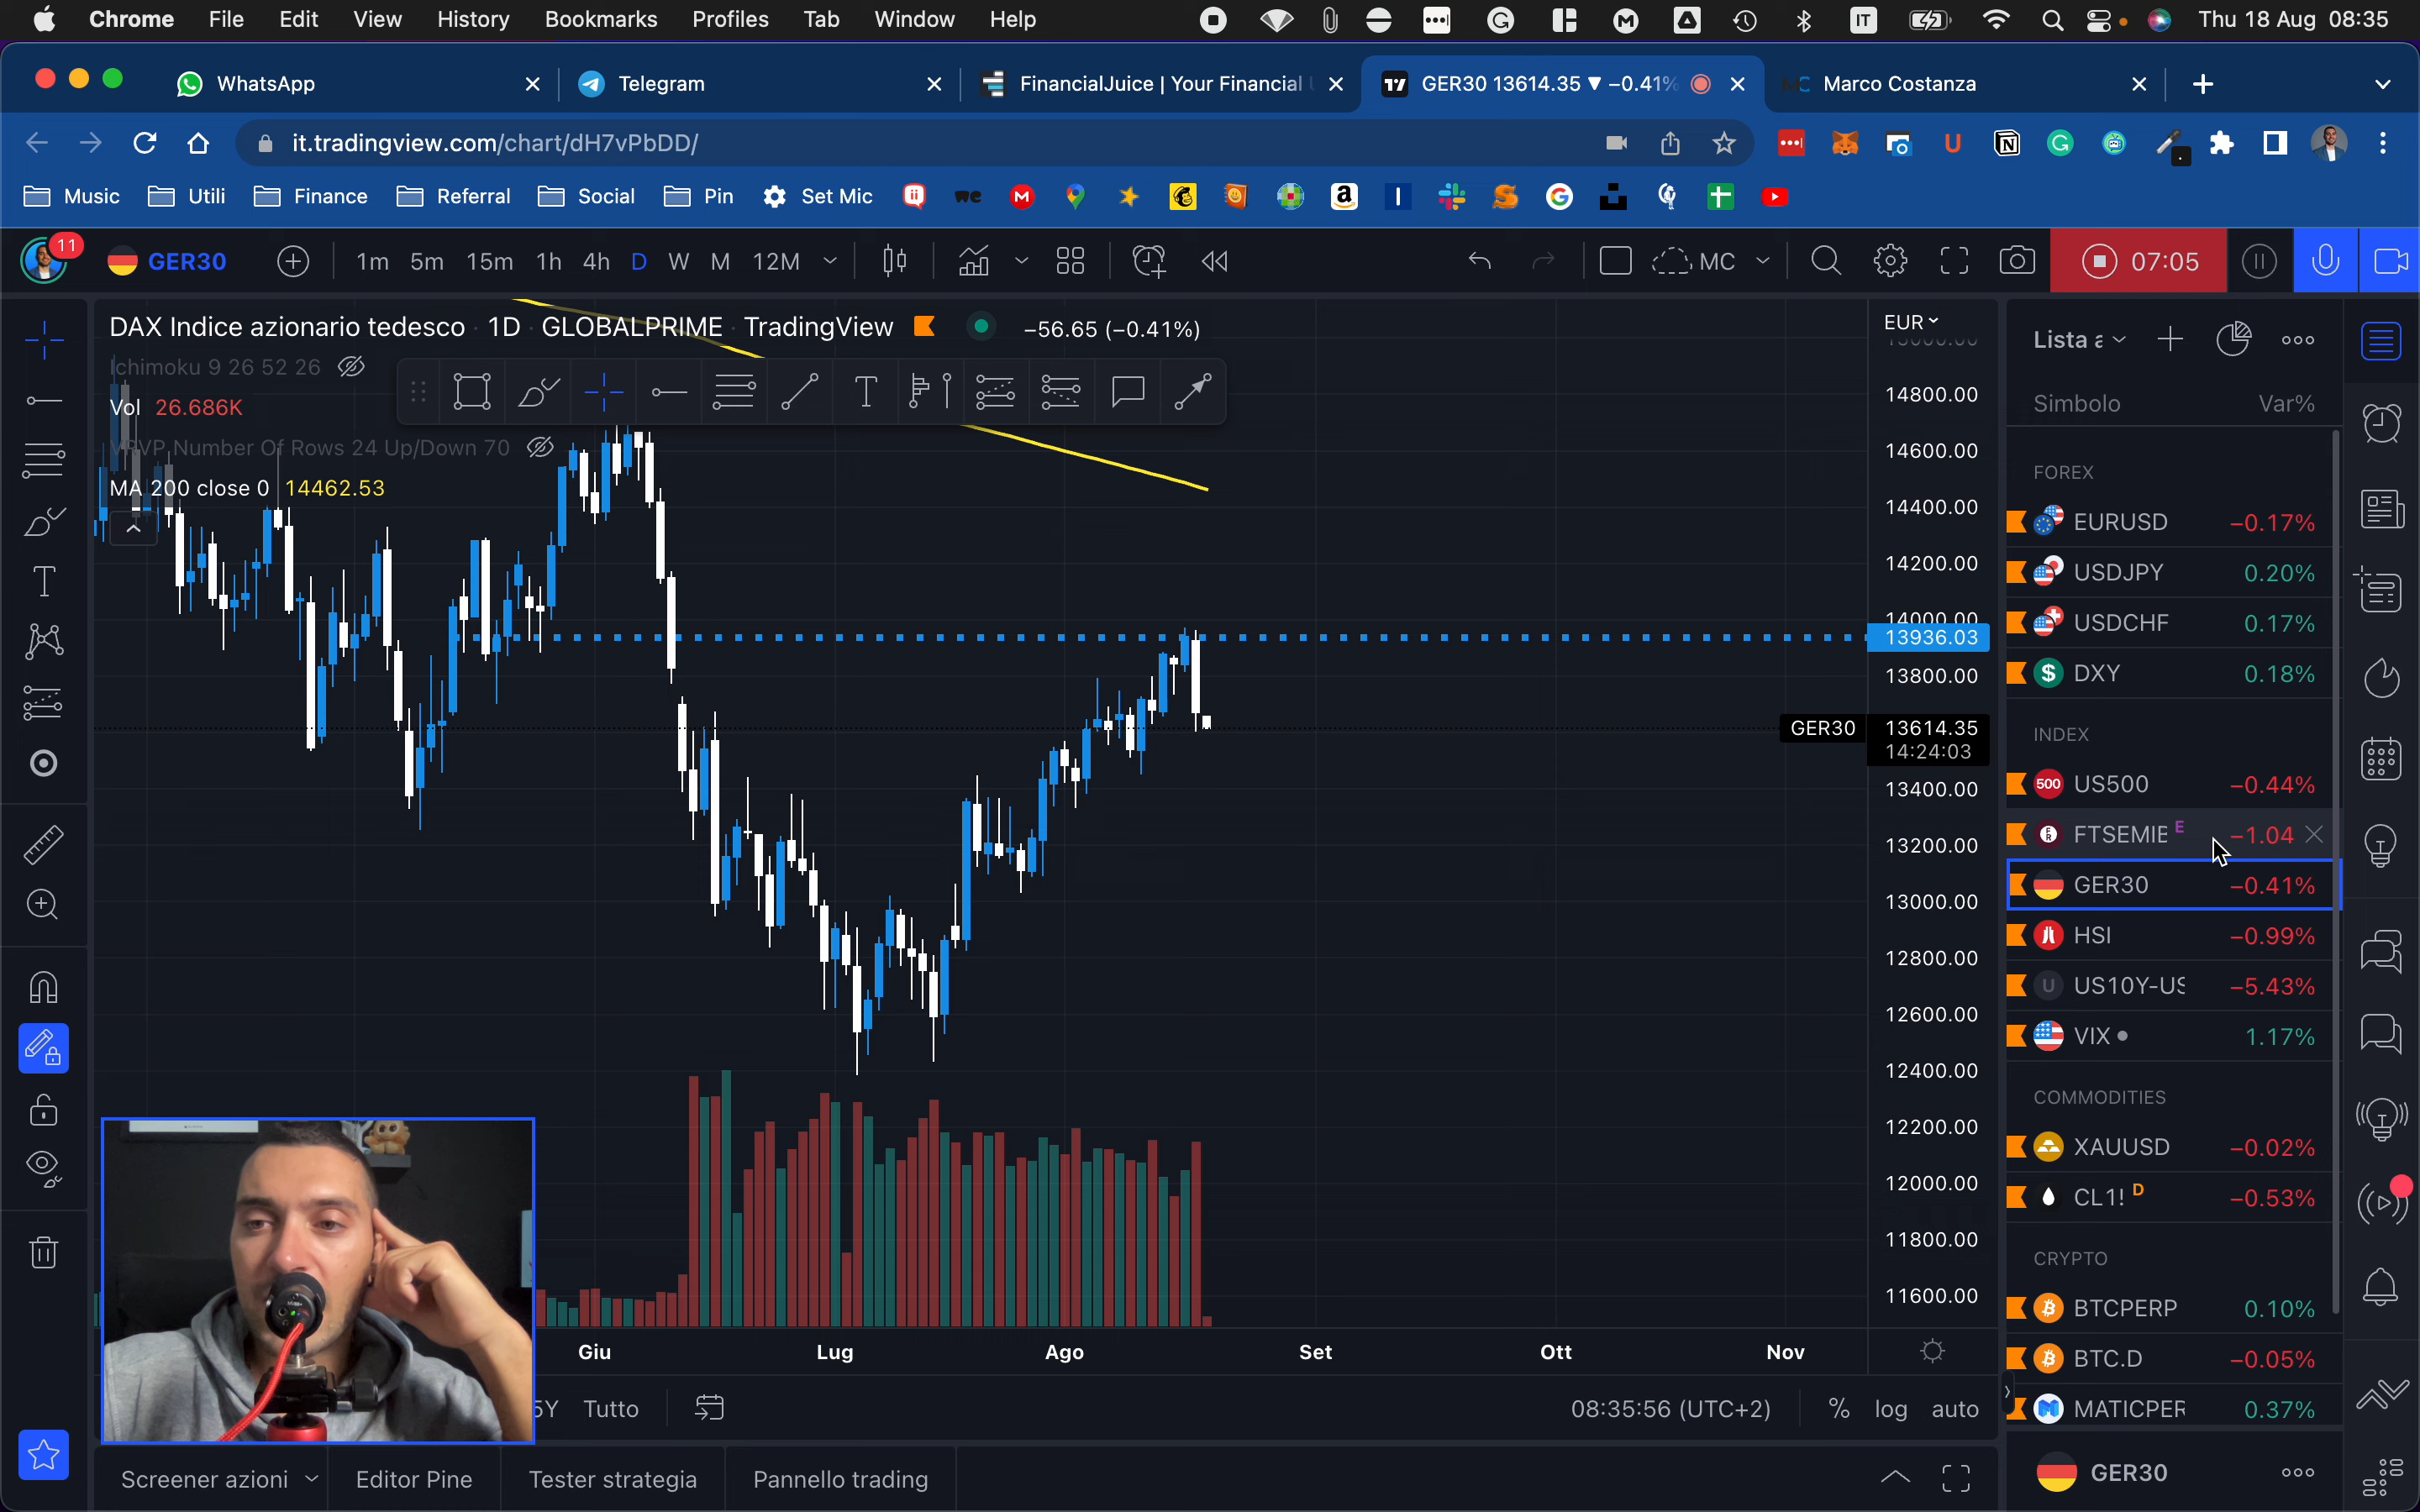 Chrome File Edit View History Bookmarks Profiles Tab Window Help IT Thu 18 Aug 08:35
WhatsApp Telegram FinancialJuice | Your Financial GER30 13614.35 ▼ −0.41% Marco Costanza
it.tradingview.com/chart/dH7vPbDD/
Music Utili Finance Referral Social Pin Set Mic
11 GER30 1m 5m 15m 1h 4h D W M 12M MC 07:05
DAX Indice azionario tedesco 1D GLOBALPRIME TradingView −56.65 (−0.41%)
Ichimoku 9 26 52 26
Vol 26.686K
VPVP Number Of Rows 24 Up/Down 70
MA 200 close 0 14462.53
EUR
14800.00
14600.00
14400.00
14200.00
14000.00
13936.03
13800.00
GER30 13614.35
14:24:03
13400.00
13200.00
13000.00
12800.00
12600.00
12400.00
12200.00
12000.00
11800.00
11600.00
Giu Lug Ago Set Ott Nov
5Y Tutto 08:35:56 (UTC+2) % log auto
Screener azioni Editor Pine Tester strategia Pannello trading
Lista a
Simbolo Var%
FOREX
EURUSD −0.17%
USDJPY 0.20%
USDCHF 0.17%
DXY 0.18%
INDEX
500 US500 −0.44%
FTSEMIB E −1.04
GER30 −0.41%
HSI −0.99%
U US10Y-US −5.43%
VIX 1.17%
COMMODITIES
XAUUSD −0.02%
CL1! D −0.53%
CRYPTO
BTCPERP 0.10%
BTC.D −0.05%
MATICPER 0.37%
GER30